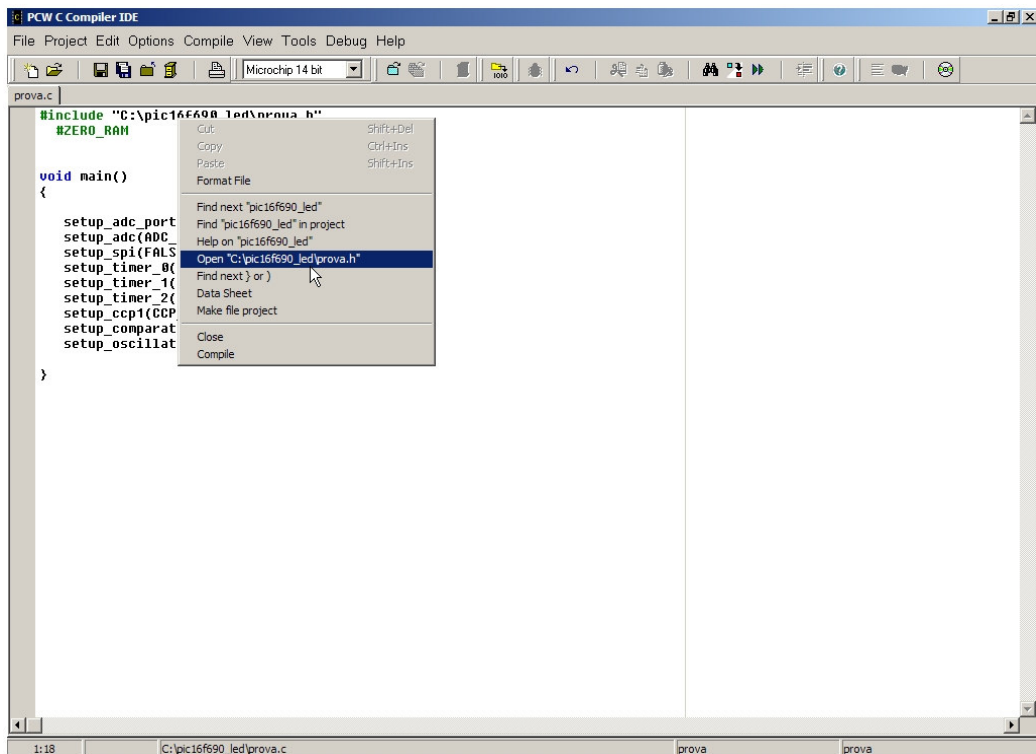 PCW C Compiler IDE
File Project Edit Options Compile View Tools Debug Help
Microchip 14 bit
prova.c
#include "C:\pic16f690_led\prova.h"
#ZERO_RAM
Cut Shift+Del
Copy Ctrl+Ins
Paste Shift+Ins
Format File
Find next "pic16f690_led"
Find "pic16f690_led" in project
Help on "pic16f690_led"
Open "C:\pic16f690_led\prova.h"
Find next } or )
Data Sheet
Make file project
Close
Compile
void main()
{
setup_adc_port
setup_adc(ADC_
setup_spi(FALS
setup_timer_0(
setup_timer_1(
setup_timer_2(
setup_ccp1(CCP_
setup_comparat
setup_oscillat
}
1:18 C:\pic16f690_led\prova.c prova prova